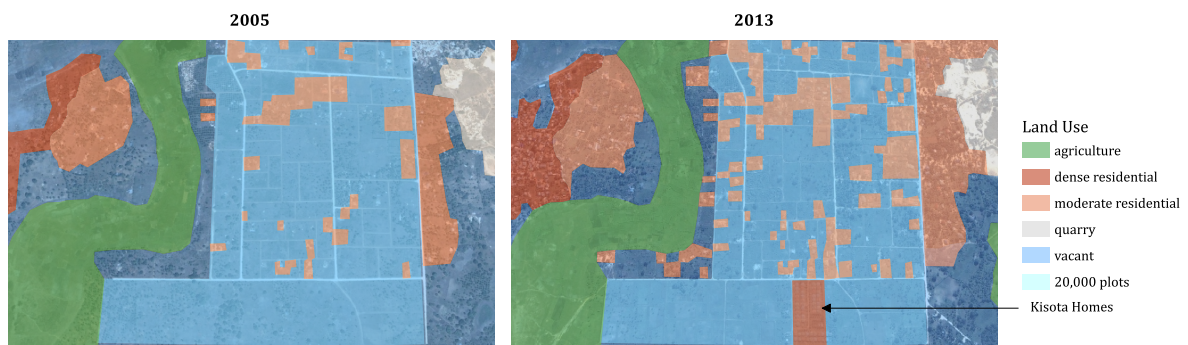 2005
2013
Land Use
agriculture
dense residential
moderate residential
quarry
vacant
20,000 plots
Kisota Homes